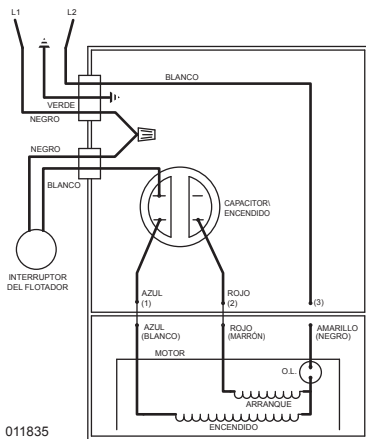 L1
L2
BLANCO
VERDE
NEGRO
NEGRO
BLANCO
CAPACITOR\
ENCENDIDO
INTERRUPTOR
DEL FLOTADOR
AZUL
(1)
ROJO
(2)
(3)
AZUL
(BLANCO)
ROJO
(MARRÓN)
AMARILLO
(NEGRO)
MOTOR
O.L.
ARRANQUE
ENCENDIDO
011835